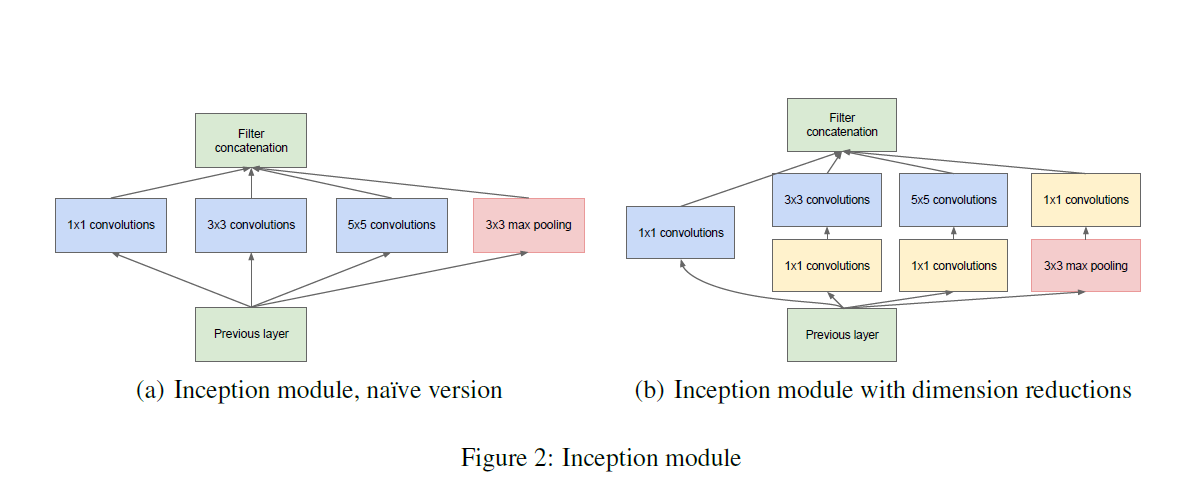 Filter
concatenation
1x1 convolutions
3x3 convolutions
5x5 convolutions
3x3 max pooling
Previous layer
(a) Inception module, naïve version
Filter
concatenation
3x3 convolutions
5x5 convolutions
1x1 convolutions
1x1 convolutions
1x1 convolutions
1x1 convolutions
3x3 max pooling
Previous layer
(b) Inception module with dimension reductions
Figure 2: Inception module